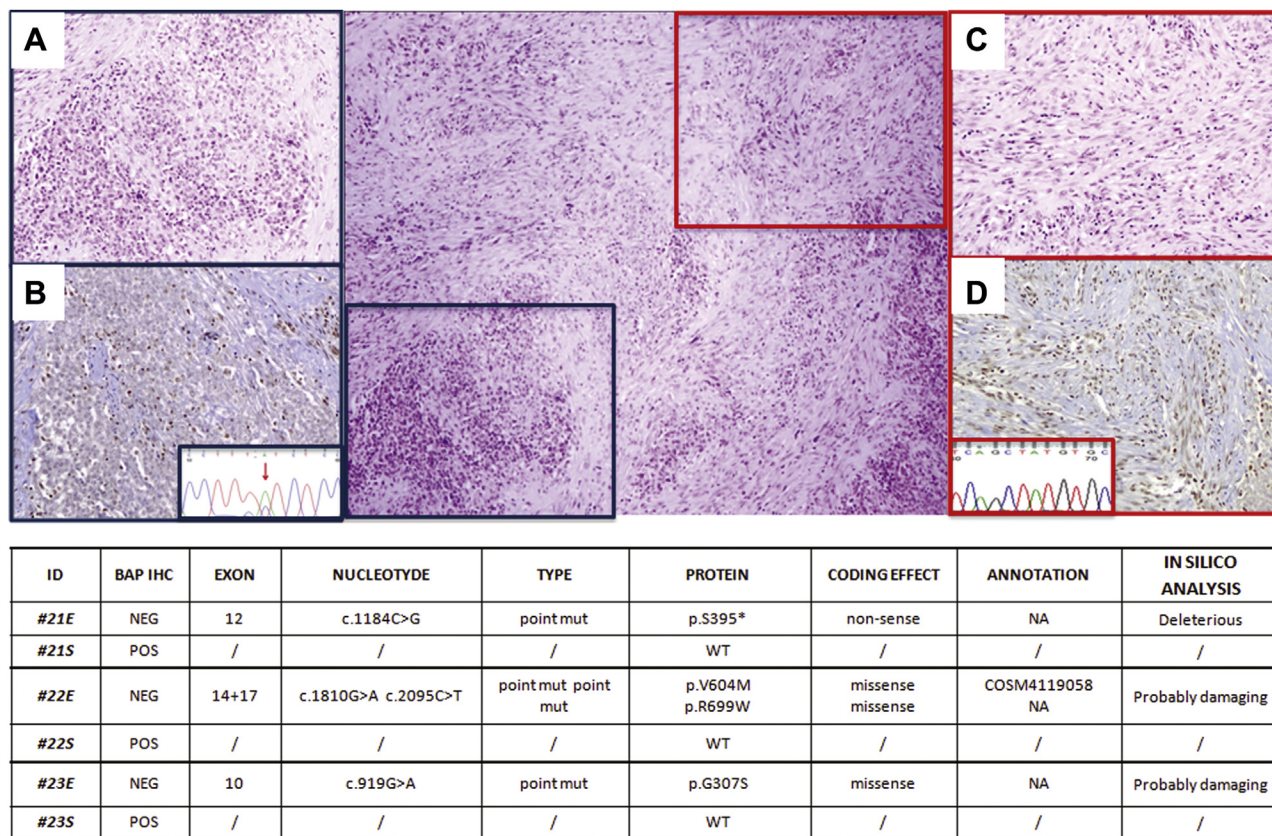 A
C
B
D
T C A G C T A T G T G C
70
ID BAP IHC EXON NUCLEOTYDE TYPE PROTEIN CODING EFFECT ANNOTATION IN SILICO ANALYSIS
#21E NEG 12 c.1184C>G point mut p.S395* non-sense NA Deleterious
#21S POS / / / WT / / /
#22E NEG 14+17 c.1810G>A c.2095C>T point mut point mut p.V604M p.R699W missense missense COSM4119058 NA Probably damaging
#22S POS / / / WT / / /
#23E NEG 10 c.919G>A point mut p.G307S missense NA Probably damaging
#23S POS / / / WT / / /